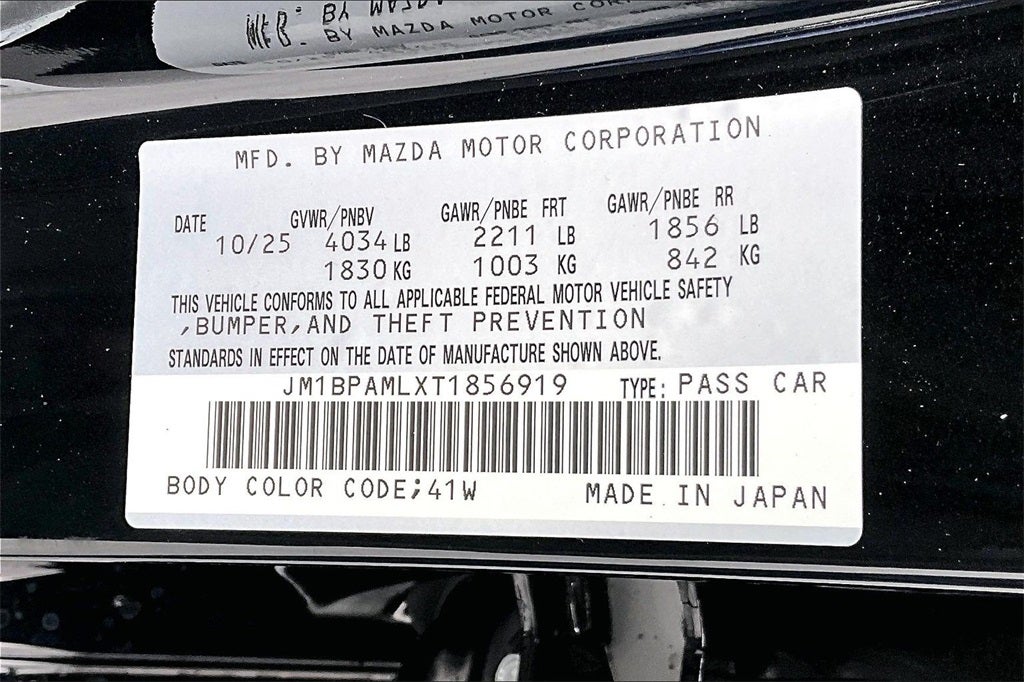 MFD. BY MAZDA MOTOR CORPORATION
DATE GVWR/PNBV GAWR/PNBE FRT GAWR/PNBE RR
10/25 4034 LB 2211 LB 1856 LB
1830 KG 1003 KG 842 KG
THIS VEHICLE CONFORMS TO ALL APPLICABLE FEDERAL MOTOR VEHICLE SAFETY
,BUMPER,AND THEFT PREVENTION
STANDARDS IN EFFECT ON THE DATE OF MANUFACTURE SHOWN ABOVE.
JM1BPAMLXT1856919 TYPE: PASS CAR
BODY COLOR CODE;41W MADE IN JAPAN